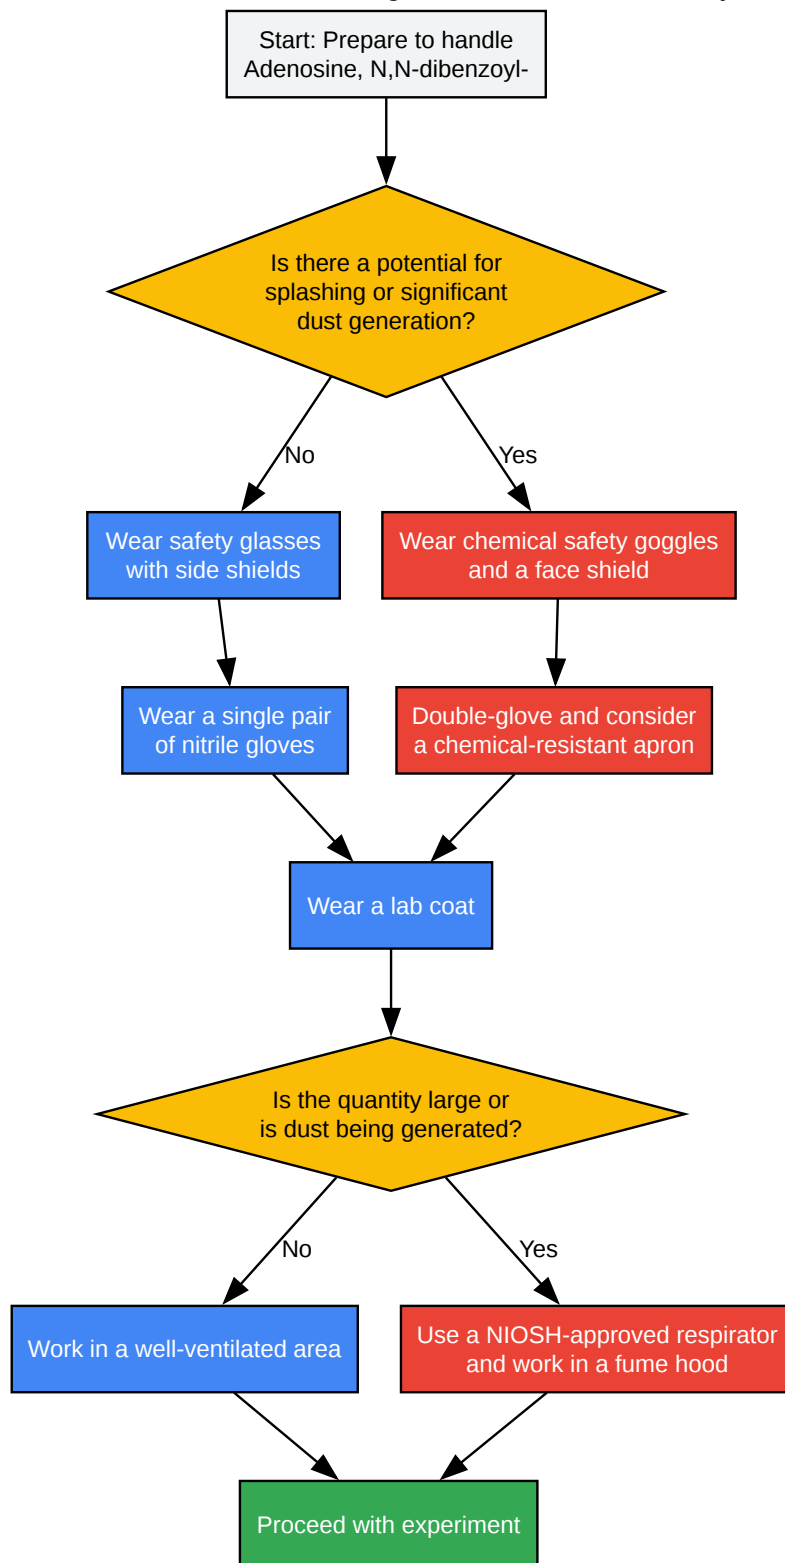 Start: Prepare to handle
Adenosine, N,N-dibenzoyl-
Is there a potential for
splashing or significant
dust generation?
No
Yes
Wear safety glasses
with side shields
Wear chemical safety goggles
and a face shield
Wear a single pair
of nitrile gloves
Double-glove and consider
a chemical-resistant apron
Wear a lab coat
Is the quantity large or
is dust being generated?
No
Yes
Work in a well-ventilated area
Use a NIOSH-approved respirator
and work in a fume hood
Proceed with experiment